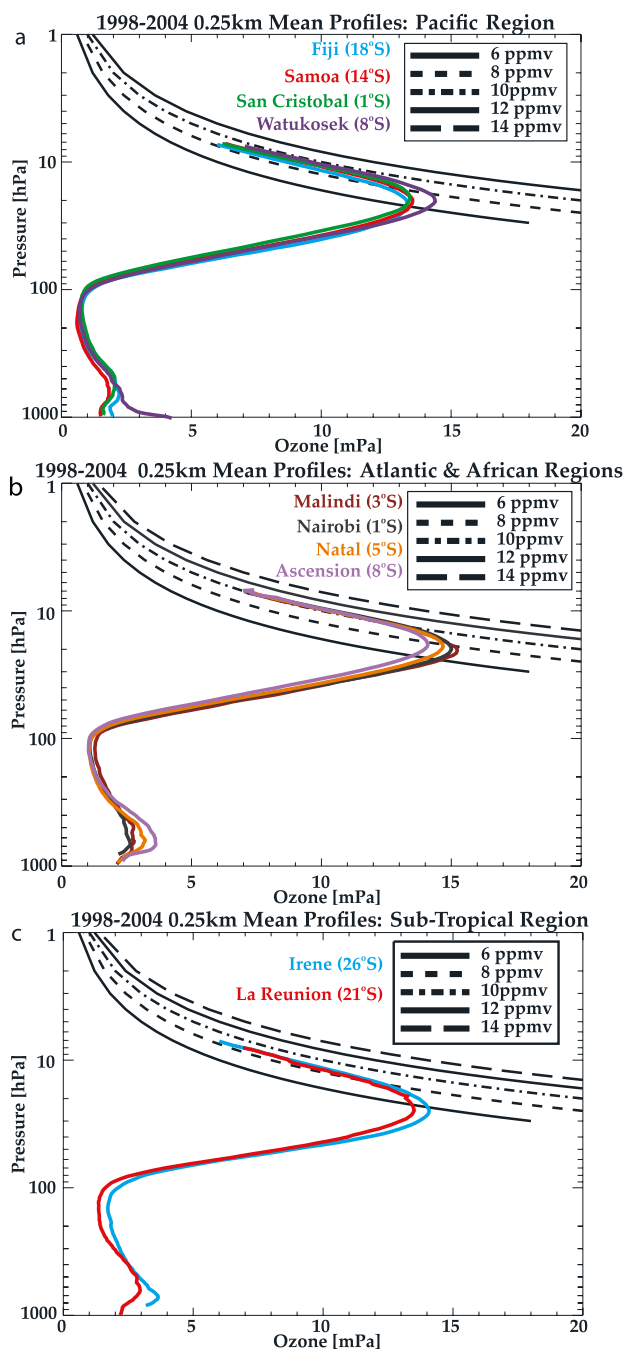 a
1998-2004 0.25km Mean Profiles: Pacific Region
Fiji (18°S)
Samoa (14°S)
San Cristobal (1°S)
Watukosek (8°S)
6 ppmv
8 ppmv
10ppmv
12 ppmv
14 ppmv
Pressure [hPa]
1
10
100
1000
0 5 10 15 20
Ozone [mPa]
b
1998-2004 0.25km Mean Profiles: Atlantic & African Regions
Malindi (3°S)
Nairobi (1°S)
Natal (5°S)
Ascension (8°S)
6 ppmv
8 ppmv
10ppmv
12 ppmv
14 ppmv
Pressure [hPa]
1
10
100
1000
0 5 10 15 20
Ozone [mPa]
c
1998-2004 0.25km Mean Profiles: Sub-Tropical Region
Irene (26°S)
La Reunion (21°S)
6 ppmv
8 ppmv
10ppmv
12 ppmv
14 ppmv
Pressure [hPa]
1
10
100
1000
0 5 10 15 20
Ozone [mPa]